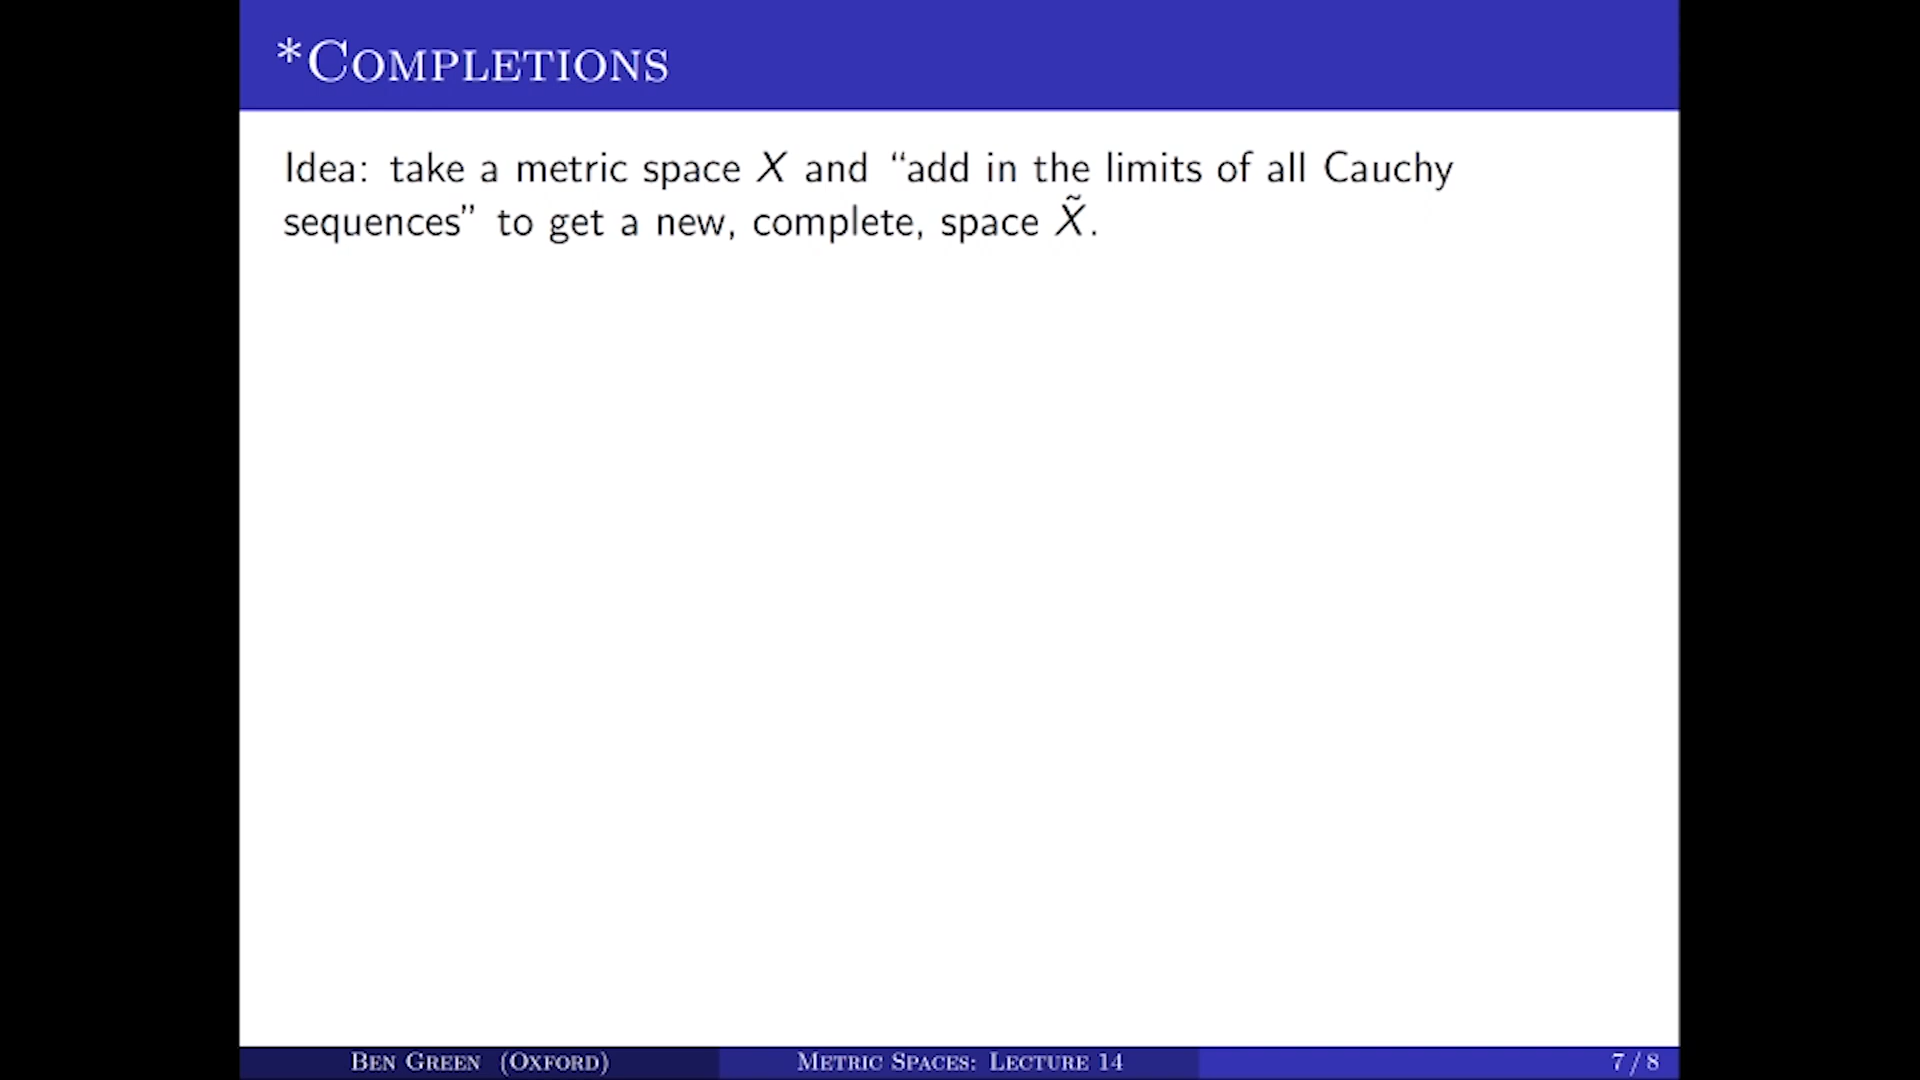 *Completions
Idea: take a metric space X and “add in the limits of all Cauchy
sequences” to get a new, complete, space X̃.
Ben Green (Oxford) Metric Spaces: Lecture 14 7 / 8